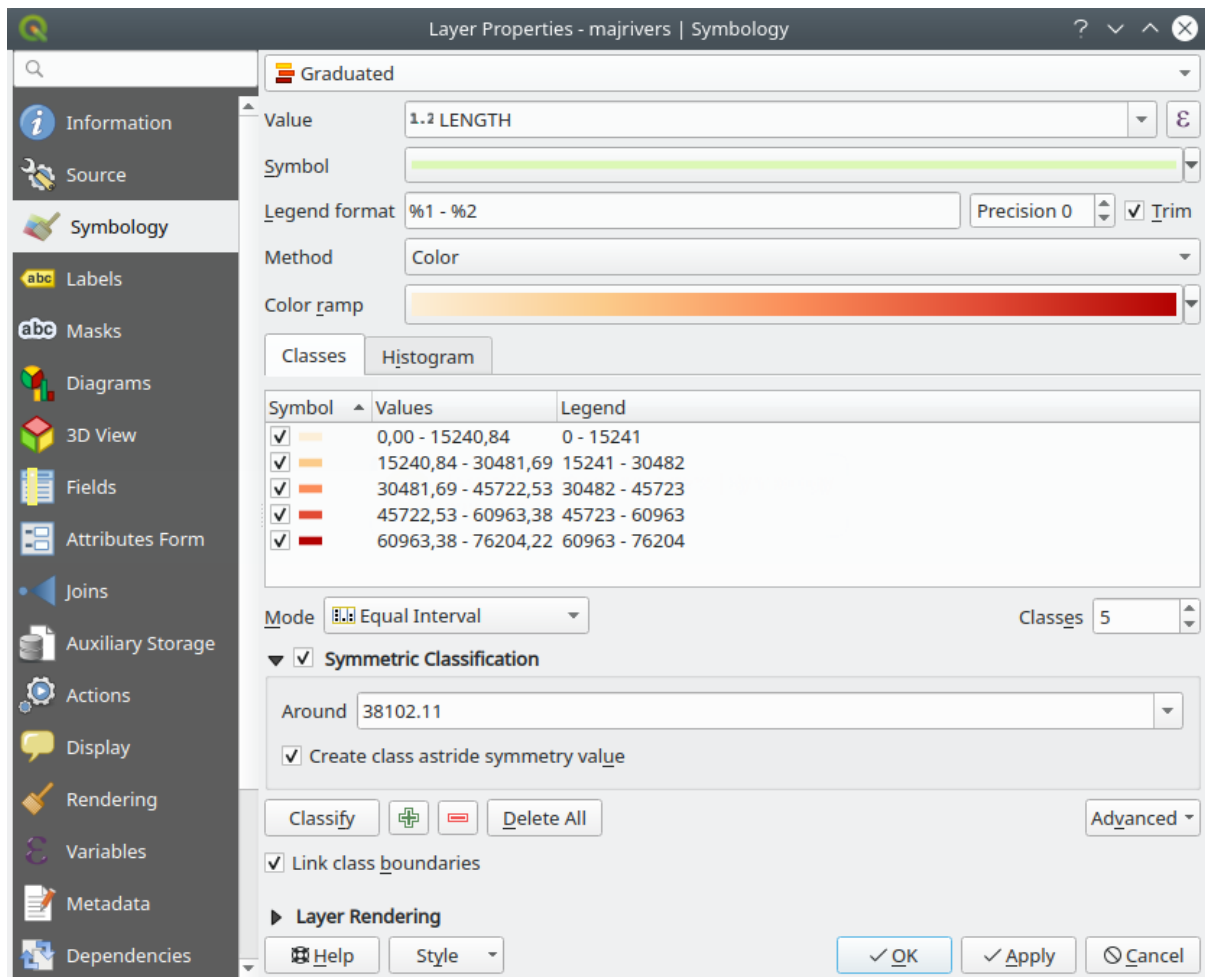 Layer Properties - majrivers | Symbology
Information
Source
Symbology
Labels
Masks
Diagrams
3D View
Fields
Attributes Form
Joins
Auxiliary Storage
Actions
Display
Rendering
Variables
Metadata
Dependencies
Graduated
Value 1.2 LENGTH ε
Symbol
Legend format %1 - %2 Precision 0 Trim
Method Color
Color ramp
Classes Histogram
Symbol Values Legend
0,00 - 15240,84 0 - 15241
15240,84 - 30481,69 15241 - 30482
30481,69 - 45722,53 30482 - 45723
45722,53 - 60963,38 45723 - 60963
60963,38 - 76204,22 60963 - 76204
Mode Equal Interval Classes 5
Symmetric Classification
Around 38102.11
Create class astride symmetry value
Classify Delete All Advanced
Link class boundaries
Layer Rendering
Help Style OK Apply Cancel